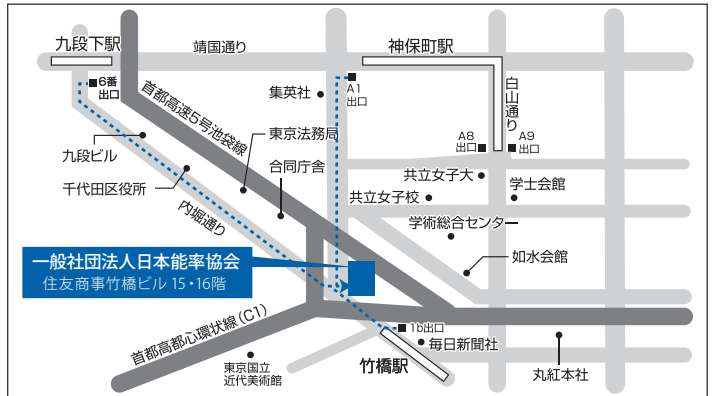 九段下駅
靖国通り
神保町駅
6番
出口
首都高速5号池袋線
集英社
A1
出口
白山通り
A8
出口
A9
出口
九段ビル
東京法務局
千代田区役所
合同庁舎
共立女子大
共立女子校
学士会館
内堀通り
学術総合センター
如水会館
一般社団法人日本能率協会
住友商事竹橋ビル 15・16階
首都高都心環状線（C1）
16出口
毎日新聞社
竹橋駅
東京国立
近代美術館
丸紅本社